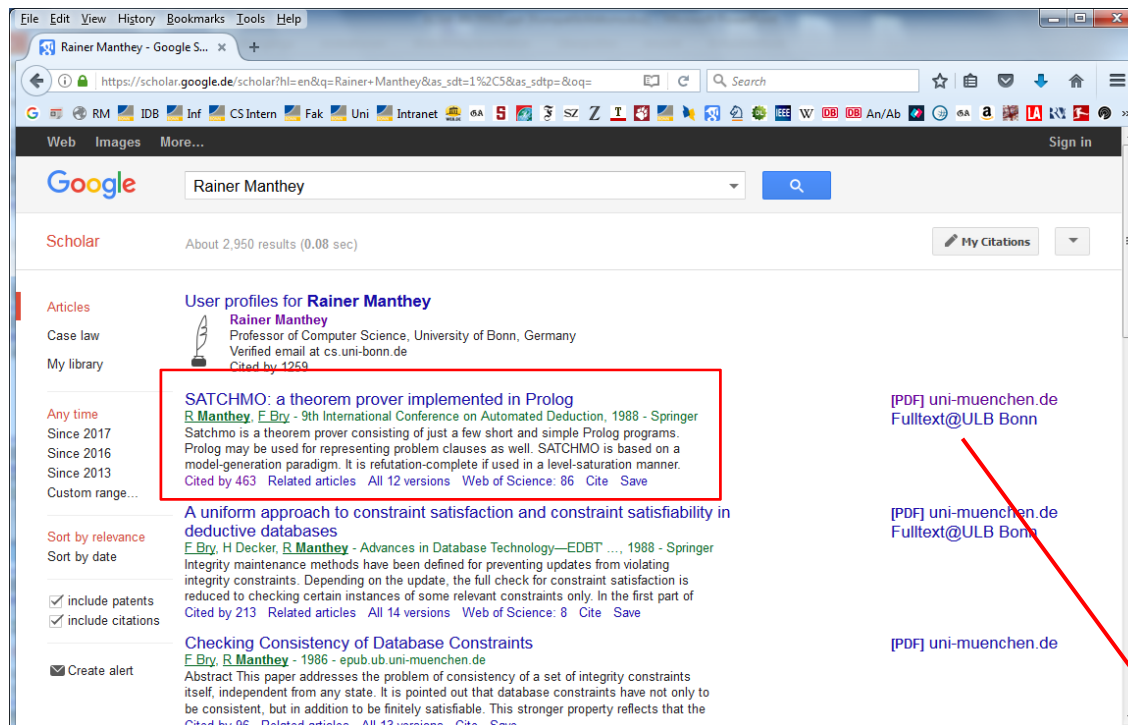 File Edit View History Bookmarks Tools Help
Rainer Manthey - Google S... × +
https://scholar.google.de/scholar?hl=en&q=Rainer+Manthey&as_sdt=1%2C5&as_sdtp=&oq=
Search
G RM IDB Inf CS Intern Fak Uni Intranet SZ Z T IEEE W DB DB An/Ab a LA »
Web Images More...
Sign in
Google
Rainer Manthey
Scholar
About 2,950 results (0.08 sec)
My Citations
Articles
Case law
My library
Any time
Since 2017
Since 2016
Since 2013
Custom range...
Sort by relevance
Sort by date
include patents
include citations
Create alert
User profiles for Rainer Manthey
Rainer Manthey
Professor of Computer Science, University of Bonn, Germany
Verified email at cs.uni-bonn.de
Cited by 1259
SATCHMO: a theorem prover implemented in Prolog
R Manthey, F Bry - 9th International Conference on Automated Deduction, 1988 - Springer
Satchmo is a theorem prover consisting of just a few short and simple Prolog programs.
Prolog may be used for representing problem clauses as well. SATCHMO is based on a
model-generation paradigm. It is refutation-complete if used in a level-saturation manner.
Cited by 463 Related articles All 12 versions Web of Science: 86 Cite Save
[PDF] uni-muenchen.de
Fulltext@ULB Bonn
A uniform approach to constraint satisfaction and constraint satisfiability in
deductive databases
F Bry, H Decker, R Manthey - Advances in Database Technology—EDBT' ..., 1988 - Springer
Integrity maintenance methods have been defined for preventing updates from violating
integrity constraints. Depending on the update, the full check for constraint satisfaction is
reduced to checking certain instances of some relevant constraints only. In the first part of
Cited by 213 Related articles All 14 versions Web of Science: 8 Cite Save
[PDF] uni-muenchen.de
Fulltext@ULB Bonn
Checking Consistency of Database Constraints
F Bry, R Manthey - 1986 - epub.ub.uni-muenchen.de
Abstract This paper addresses the problem of consistency of a set of integrity constraints
itself, independent from any state. It is pointed out that database constraints have not only to
be consistent, but in addition to be finitely satisfiable. This stronger property reflects that the
Cited by 96 Related articles All 13 versions Cite Save
[PDF] uni-muenchen.de